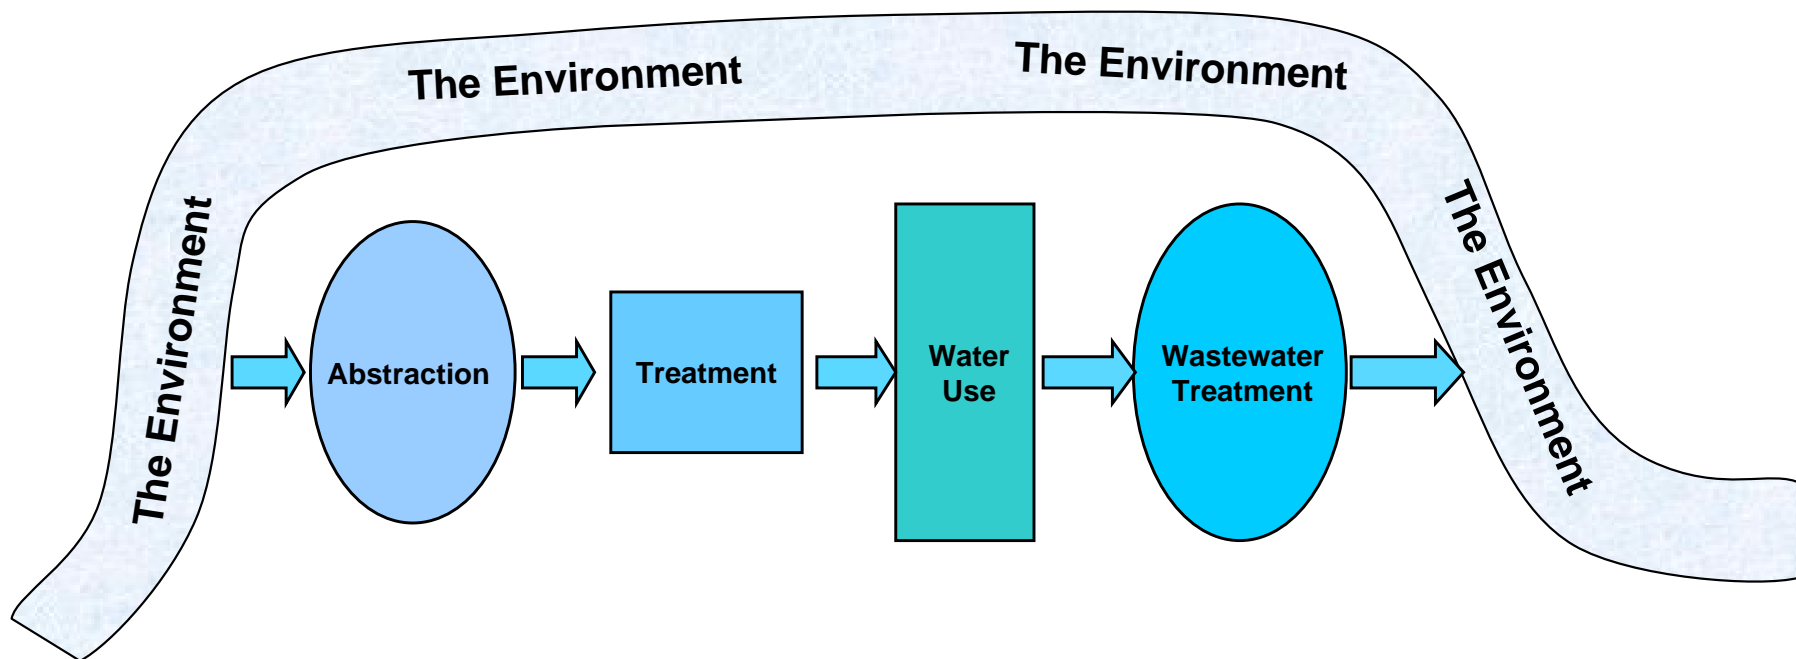 The Environment
The Environment
The Environment
The Environment
Abstraction
Treatment
Water
Use
Wastewater
Treatment